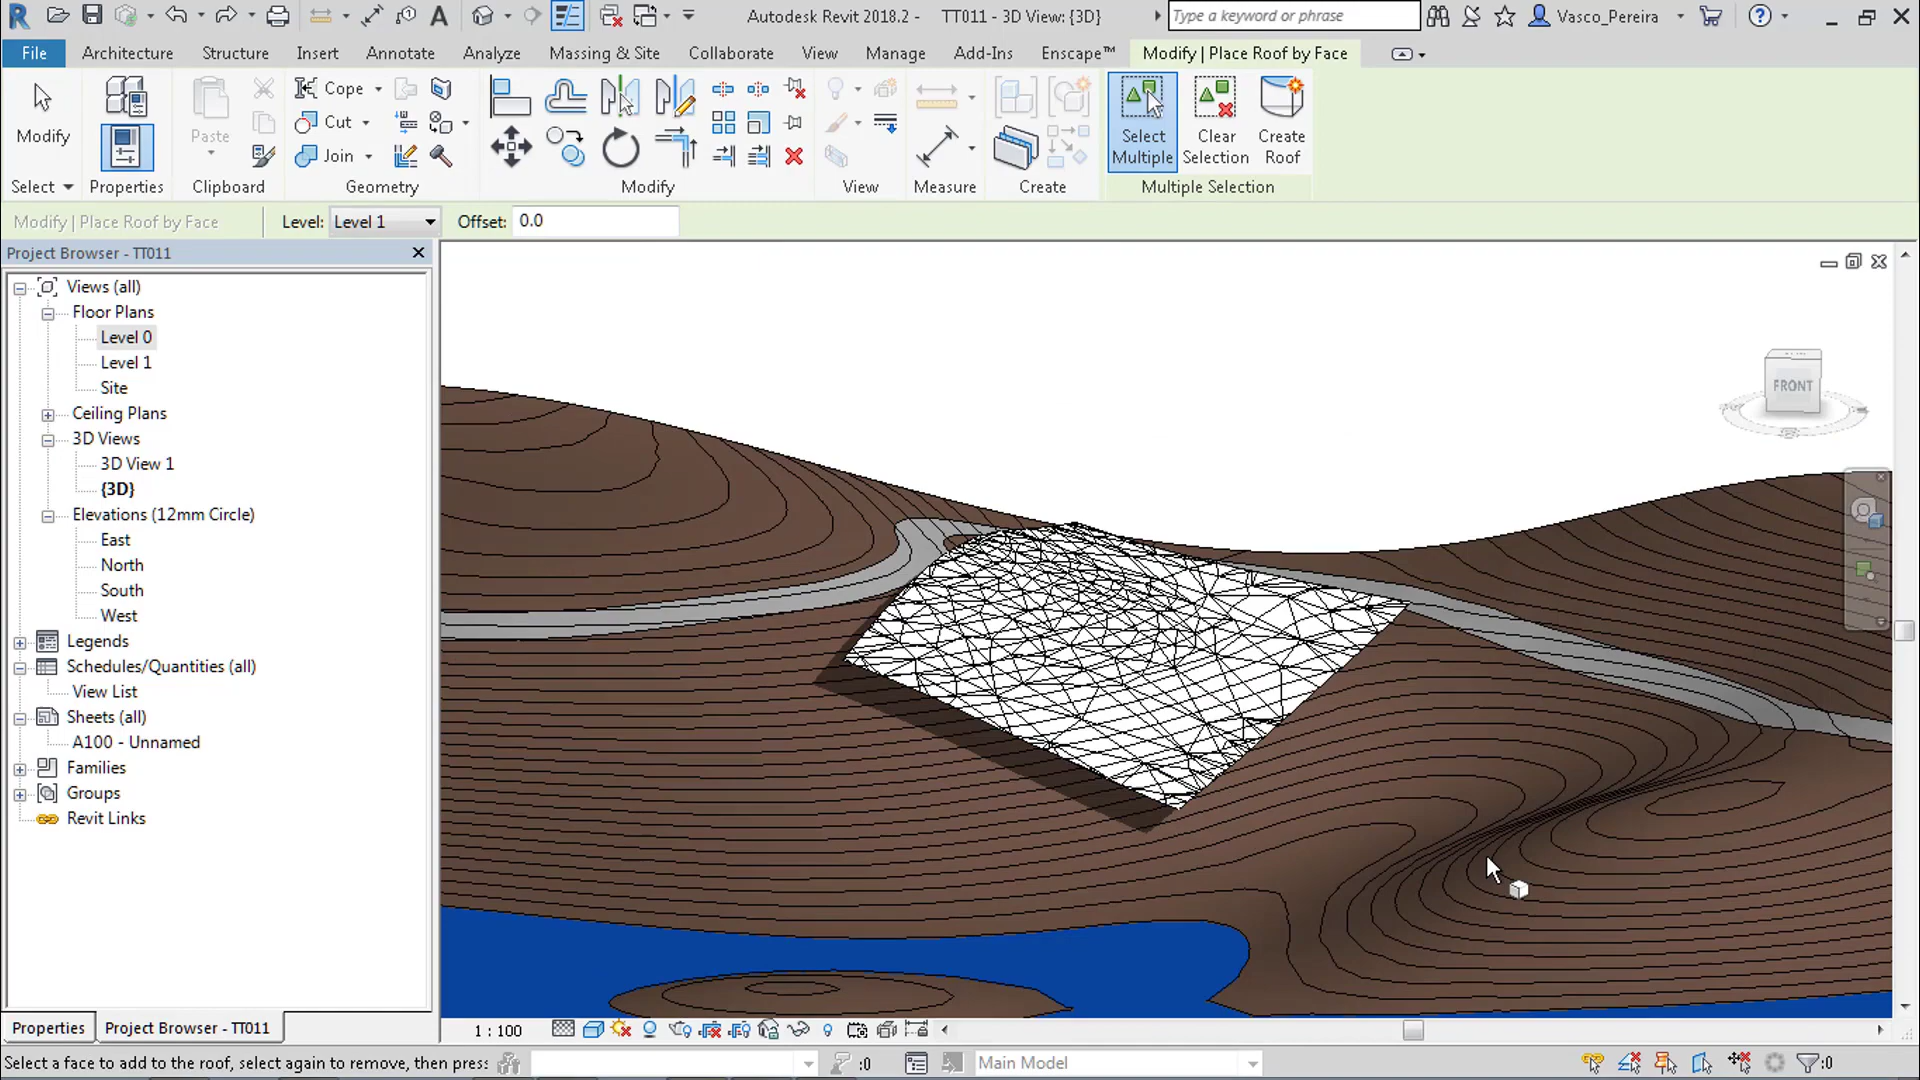 Autodesk Revit 2018.2 - TT011 - 3D View: {3D}
Type a keyword or phrase
Vasco_Pereira
File Architecture Structure Insert Annotate Analyze Massing & Site Collaborate View Manage Add-Ins Enscape™ Modify | Place Roof by Face
Modify
Paste
Cope
Cut
Join
Select Multiple
Clear Selection
Create Roof
Select Properties Clipboard Geometry Modify View Measure Create Multiple Selection
Modify | Place Roof by Face Level: Level 1 Offset: 0.0
Project Browser - TT011
Views (all)
Floor Plans
Level 0
Level 1
Site
Ceiling Plans
3D Views
3D View 1
{3D}
Elevations (12mm Circle)
East
North
South
West
Legends
Schedules/Quantities (all)
View List
Sheets (all)
A100 - Unnamed
Families
Groups
Revit Links
FRONT
Properties Project Browser - TT011
1 : 100
Select a face to add to the roof, select again to remove, then press
:0
Main Model
:0